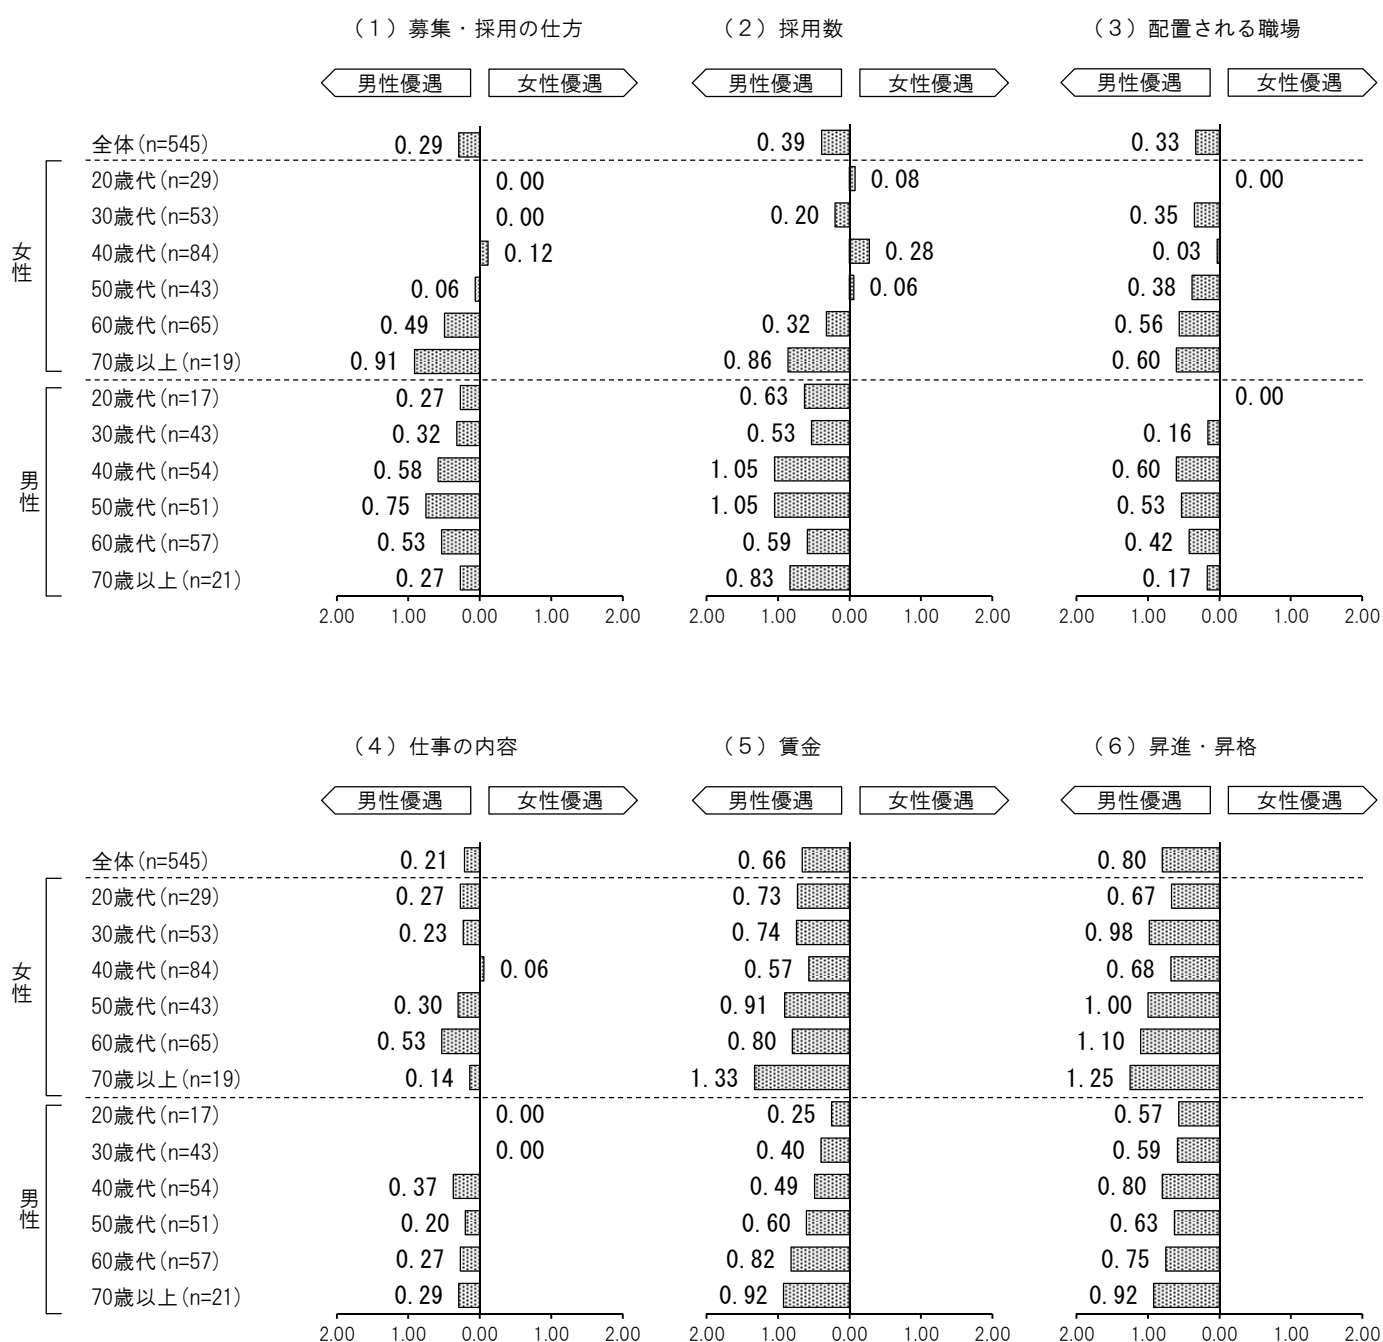 （１）募集・採用の仕方 （２）採用数 （３）配置される職場
男性優遇 女性優遇 男性優遇 女性優遇 男性優遇 女性優遇
全体(n=545) 0.29 0.39 0.33
女性
20歳代(n=29) 0.00 0.08 0.00
30歳代(n=53) 0.00 0.20 0.35
40歳代(n=84) 0.12 0.28 0.03
50歳代(n=43) 0.06 0.06 0.38
60歳代(n=65) 0.49 0.32 0.56
70歳以上(n=19) 0.91 0.86 0.60
男性
20歳代(n=17) 0.27 0.63 0.00
30歳代(n=43) 0.32 0.53 0.16
40歳代(n=54) 0.58 1.05 0.60
50歳代(n=51) 0.75 1.05 0.53
60歳代(n=57) 0.53 0.59 0.42
70歳以上(n=21) 0.27 0.83 0.17
2.00 1.00 0.00 1.00 2.00 2.00 1.00 0.00 1.00 2.00 2.00 1.00 0.00 1.00 2.00
（４）仕事の内容 （５）賃金 （６）昇進・昇格
男性優遇 女性優遇 男性優遇 女性優遇 男性優遇 女性優遇
全体(n=545) 0.21 0.66 0.80
女性
20歳代(n=29) 0.27 0.73 0.67
30歳代(n=53) 0.23 0.74 0.98
40歳代(n=84) 0.06 0.57 0.68
50歳代(n=43) 0.30 0.91 1.00
60歳代(n=65) 0.53 0.80 1.10
70歳以上(n=19) 0.14 1.33 1.25
男性
20歳代(n=17) 0.00 0.25 0.57
30歳代(n=43) 0.00 0.40 0.59
40歳代(n=54) 0.37 0.49 0.80
50歳代(n=51) 0.20 0.60 0.63
60歳代(n=57) 0.27 0.82 0.75
70歳以上(n=21) 0.29 0.92 0.92
2.00 1.00 0.00 1.00 2.00 2.00 1.00 0.00 1.00 2.00 2.00 1.00 0.00 1.00 2.00